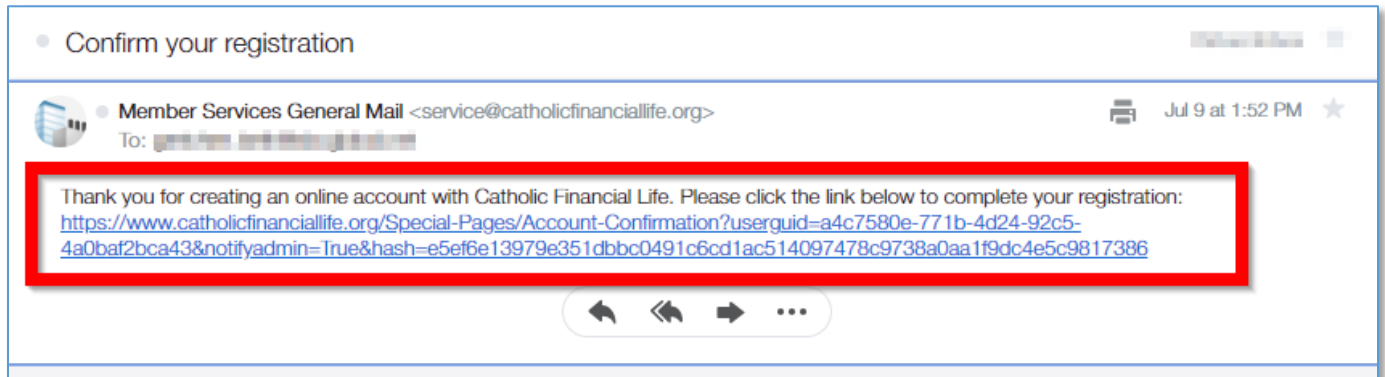 Confirm your registration
Member Services General Mail <service@catholicfinanciallife.org>
Jul 9 at 1:52 PM
To:
Thank you for creating an online account with Catholic Financial Life. Please click the link below to complete your registration:
https://www.catholicfinanciallife.org/Special-Pages/Account-Confirmation?userguid=a4c7580e-771b-4d24-92c5-
4a0baf2bca43&notifyadmin=True&hash=e5ef6e13979e351dbbc0491c6cd1ac514097478c9738a0aa1f9dc4e5c9817386